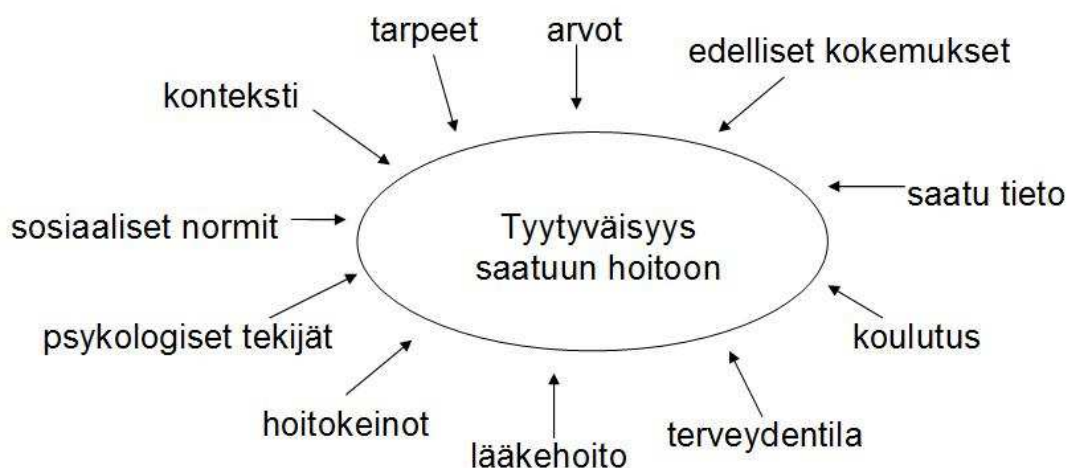 tarpeet
arvot
edelliset kokemukset
konteksti
saatu tieto
sosiaaliset normit
Tyytyväisyys
saatuun hoitoon
psykologiset tekijät
koulutus
hoitokeinot
lääkehoito
terveydentila